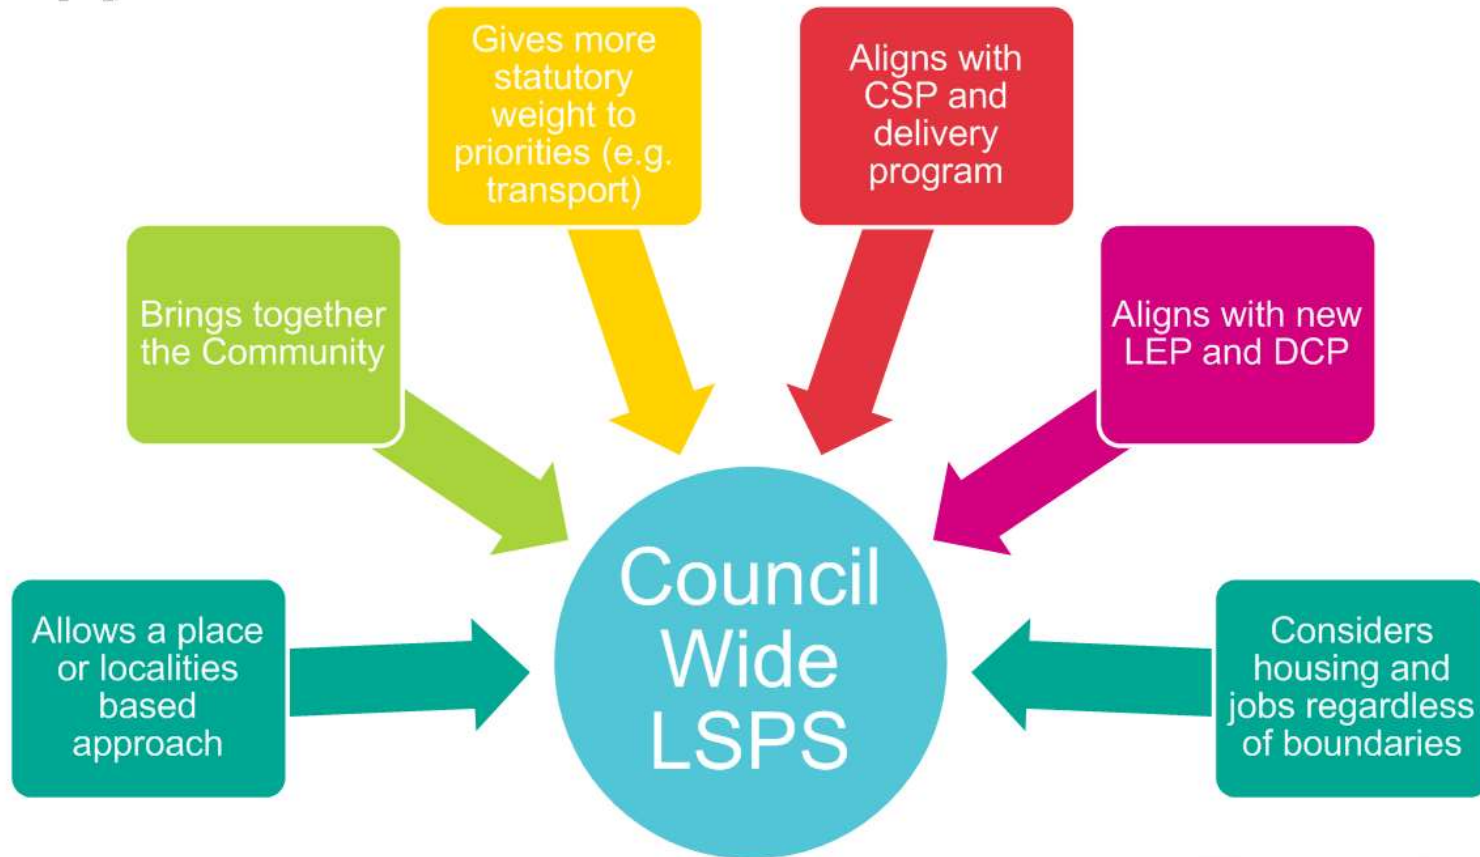 Gives more
statutory
weight to
priorities (e.g.
transport)
Aligns with
CSP and
delivery
program
Brings together
the Community
Aligns with new
LEP and DCP
Allows a place
or localities
based
approach
Council
Wide
LSPS
Considers
housing and
jobs regardless
of boundaries